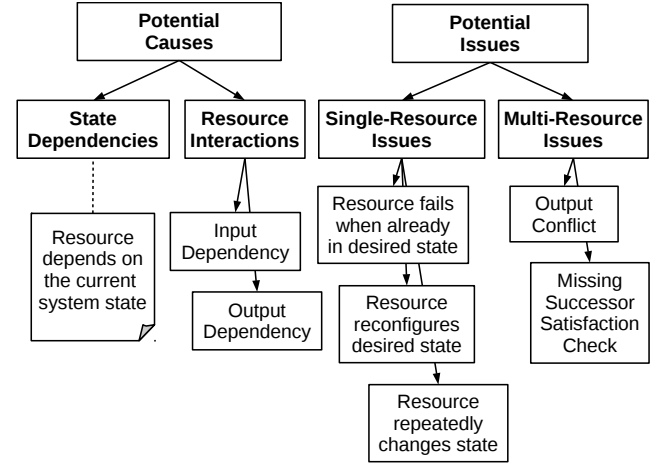 Potential
Causes
Potential
Issues
State
Dependencies
Resource
Interactions
Single-Resource
Issues
Multi-Resource
Issues
Resource
depends on
the current
system state
Input
Dependency
Output
Dependency
Resource fails
when already
in desired state
Resource
reconfigures
desired state
Resource
repeatedly
changes state
Output
Conflict
Missing
Successor
Satisfaction
Check